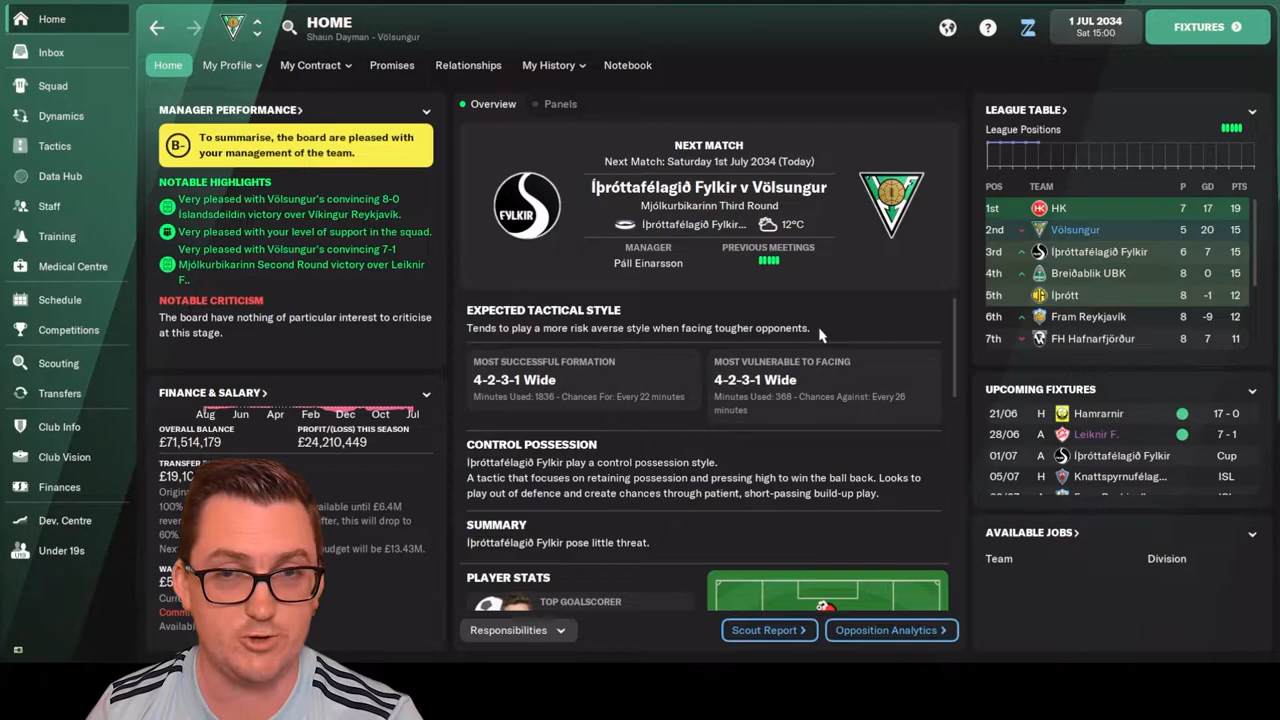 Home
Inbox
Squad
Dynamics
Tactics
Data Hub
Staff
Training
Medical Centre
Schedule
Competitions
Scouting
Transfers
Club Info
Club Vision
Finances
Dev. Centre
Under 19s
HOME
Shaun Dayman - Völsungur
1 JUL 2034
Sat 15:00
FIXTURES
Home
My Profile
My Contract
Promises
Relationships
My History
Notebook
MANAGER PERFORMANCE
B-
To summarise, the board are pleased with
your management of the team.
NOTABLE HIGHLIGHTS
Very pleased with Völsungur's convincing 8-0
Íslandsdeildin victory over Víkingur Reykjavík.
Very pleased with your level of support in the squad.
Very pleased with Völsungur's convincing 7-1
Mjólkurbikarinn Second Round victory over Leiknir
F..
NOTABLE CRITICISM
The board have nothing of particular interest to criticise
at this stage.
FINANCE & SALARY
Aug Jun Apr Feb Dec Oct Jul
OVERALL BALANCE
£71,514,179
PROFIT/(LOSS) THIS SEASON
£24,210,449
Overview
Panels
NEXT MATCH
Next Match: Saturday 1st July 2034 (Today)
Íþróttafélagið Fylkir v Völsungur
Mjólkurbikarinn Third Round
Íþróttafélagið Fylkir...
12°C
FYLKIR
MANAGER
Páll Einarsson
PREVIOUS MEETINGS
EXPECTED TACTICAL STYLE
Tends to play a more risk averse style when facing tougher opponents.
MOST SUCCESSFUL FORMATION
4-2-3-1 Wide
Minutes Used: 1836 - Chances For: Every 22 minutes
MOST VULNERABLE TO FACING
4-2-3-1 Wide
Minutes Used: 368 - Chances Against: Every 26
minutes
CONTROL POSSESSION
Íþróttafélagið Fylkir play a control possession style.
A tactic that focuses on retaining possession and pressing high to win the ball back. Looks to
play out of defence and create chances through patient, short-passing build-up play.
SUMMARY
Íþróttafélagið Fylkir pose little threat.
PLAYER STATS
TOP GOALSCORER
Responsibilities
Scout Report
Opposition Analytics
LEAGUE TABLE
League Positions
POS TEAM P GD PTS
1st HK 7 17 19
2nd Völsungur 5 20 15
3rd Íþróttafélagið Fylkir 6 7 15
4th Breiðablik UBK 8 0 15
5th Íþrótt 8 -1 12
6th Fram Reykjavík 8 -9 12
7th FH Hafnarfjörður 8 7 11
UPCOMING FIXTURES
21/06 H Hamrarnir 17 - 0
28/06 A Leiknir F. 7 - 1
01/07 A Íþróttafélagið Fylkir Cup
05/07 H Knattspyrnufélag... ISL
AVAILABLE JOBS
Team Division